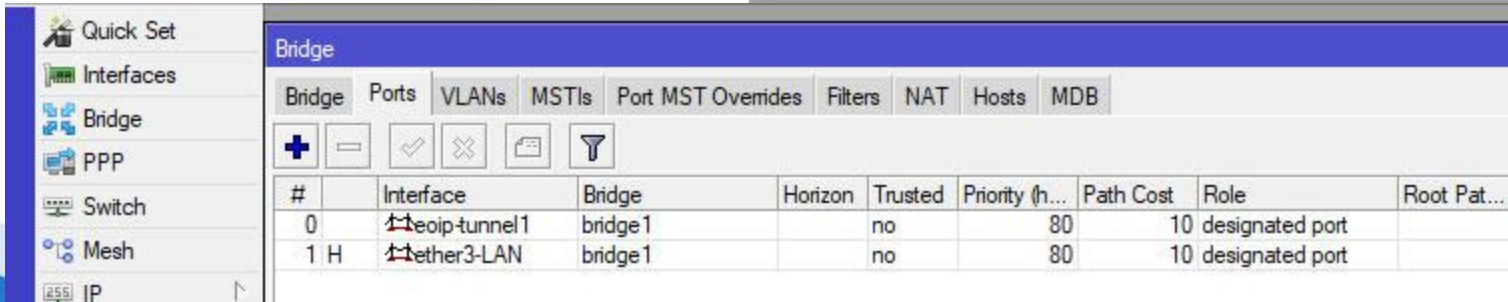 Quick Set
Interfaces
Bridge
PPP
Switch
Mesh
255 IP
Bridge
Bridge Ports VLANs MSTIs Port MST Overrides Filters NAT Hosts MDB
# Interface Bridge Horizon Trusted Priority (h... Path Cost Role Root Pat...
0 eoip-tunnel1 bridge1 no 80 10 designated port
1 H ether3-LAN bridge1 no 80 10 designated port